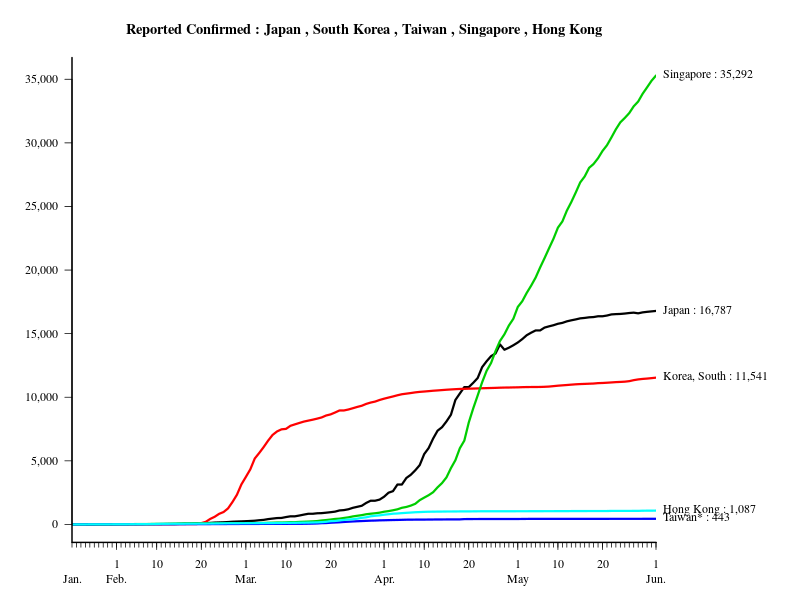 Reported Confirmed : Japan , South Korea , Taiwan , Singapore , Hong Kong
35,000
30,000
25,000
20,000
15,000
10,000
5,000
0
Singapore : 35,292
Japan : 16,787
Korea, South : 11,541
Hong Kong : 1,087
Taiwan* : 443
1 10 20 1 10 20 1 10 20 1 10 20 1
Jan. Feb. Mar. Apr. May Jun.